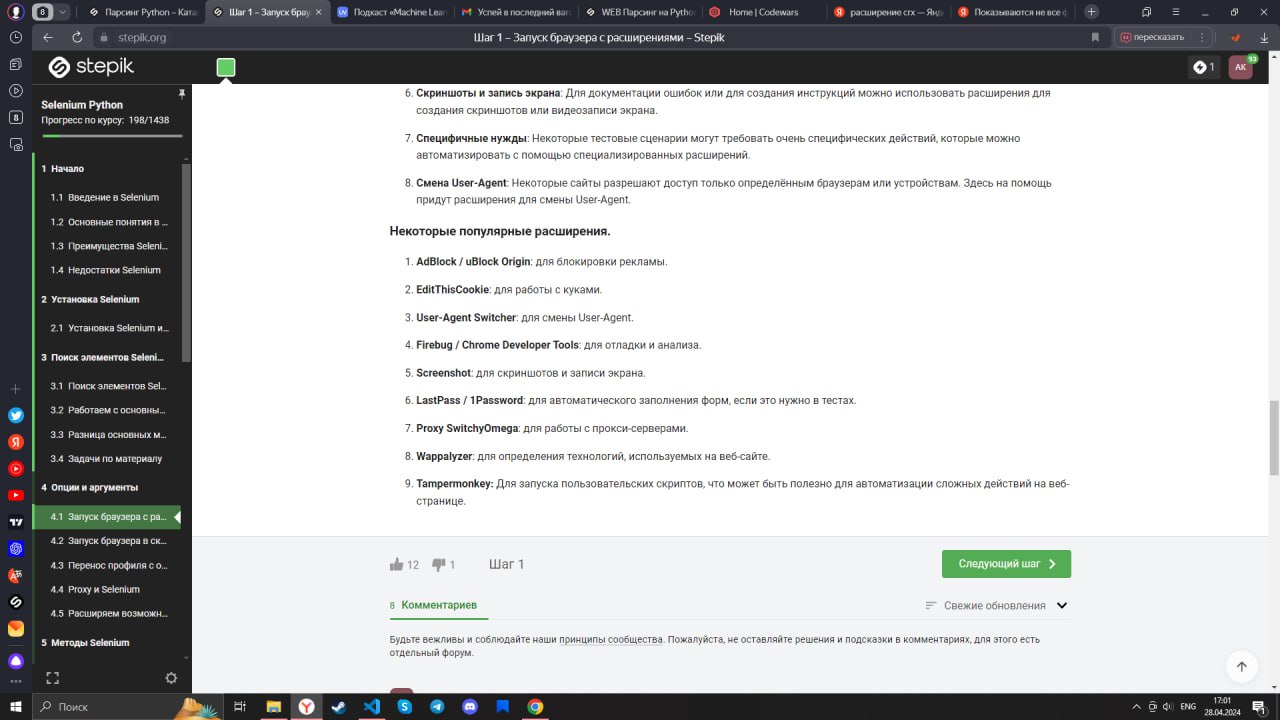 8
Парсинг Python – Катал
Шаг 1 – Запуск брау
Подкаст «Machine Lear
Успей в последний ваг
WEB Парсинг на Pythor
Home | Codewars
расширение crx — Янд
Показываются не все ф
stepik.org
Шаг 1 – Запуск браузера с расширениями – Stepik
пересказать
stepik
1
AK
93
Selenium Python
Прогресс по курсу: 198/1438
1 Начало
1.1 Введение в Selenium
1.2 Основные понятия в ...
1.3 Преимущества Seleni...
1.4 Недостатки Selenium
2 Установка Selenium
2.1 Установка Selenium и...
3 Поиск элементов Seleni...
3.1 Поиск элементов Sel...
3.2 Работаем с основны...
3.3 Разница основных м...
3.4 Задачи по материалу
4 Опции и аргументы
4.1 Запуск браузера с ра...
4.2 Запуск браузера в ск...
4.3 Перенос профиля с о...
4.4 Proxy и Selenium
4.5 Расширяем возможн...
5 Методы Selenium
6. Скриншоты и запись экрана: Для документации ошибок или для создания инструкций можно использовать расширения для
создания скриншотов или видеозаписи экрана.
7. Специфичные нужды: Некоторые тестовые сценарии могут требовать очень специфических действий, которые можно
автоматизировать с помощью специализированных расширений.
8. Смена User-Agent: Некоторые сайты разрешают доступ только определённым браузерам или устройствам. Здесь на помощь
придут расширения для смены User-Agent.
Некоторые популярные расширения.
1. AdBlock / uBlock Origin: для блокировки рекламы.
2. EditThisCookie: для работы с куками.
3. User-Agent Switcher: для смены User-Agent.
4. Firebug / Chrome Developer Tools: для отладки и анализа.
5. Screenshot: для скриншотов и записи экрана.
6. LastPass / 1Password: для автоматического заполнения форм, если это нужно в тестах.
7. Proxy SwitchyOmega: для работы с прокси-серверами.
8. Wappalyzer: для определения технологий, используемых на веб-сайте.
9. Tampermonkey: Для запуска пользовательских скриптов, что может быть полезно для автоматизации сложных действий на веб-
странице.
12
1
Шаг 1
Следующий шаг
8 Комментариев
Свежие обновления
Будьте вежливы и соблюдайте наши принципы сообщества. Пожалуйста, не оставляйте решения и подсказки в комментариях, для этого есть
отдельный форум.
Поиск
ENG
17:01
28.04.2024